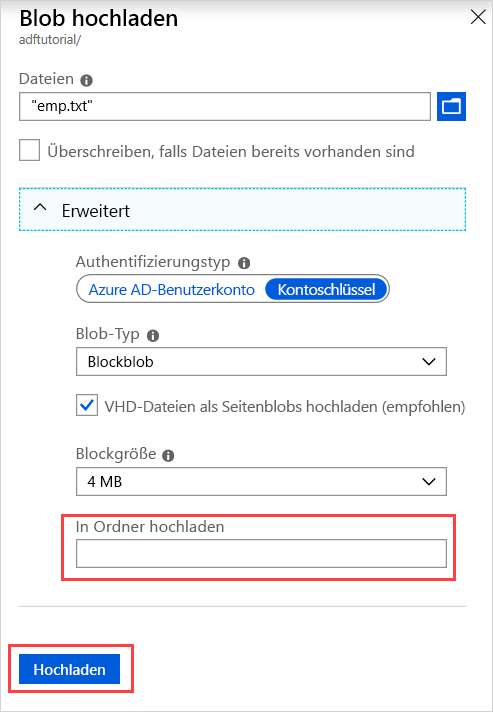 Blob hochladen
adftutorial/
Dateien
"emp.txt"
Überschreiben, falls Dateien bereits vorhanden sind
Erweitert
Authentifizierungstyp
Azure AD-Benutzerkonto Kontoschlüssel
Blob-Typ
Blockblob
VHD-Dateien als Seitenblobs hochladen (empfohlen)
Blockgröße
4 MB
In Ordner hochladen
Hochladen